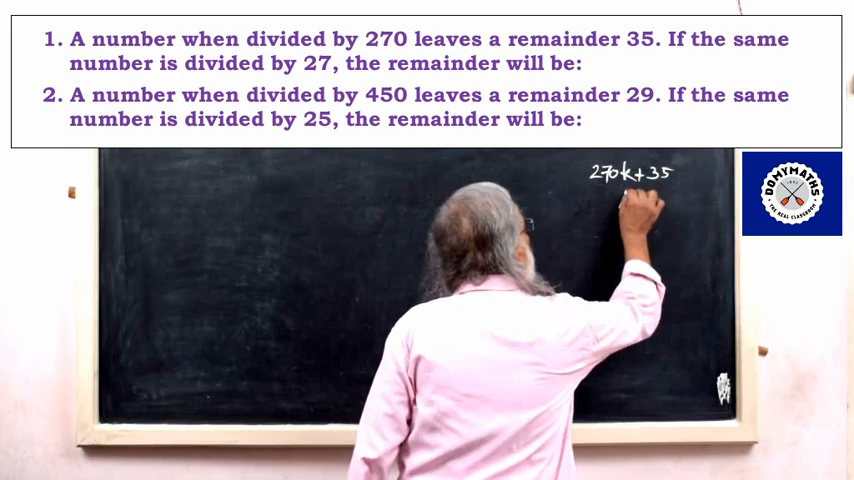 1. A number when divided by 270 leaves a remainder 35. If the same
number is divided by 27, the remainder will be:
2. A number when divided by 450 leaves a remainder 29. If the same
number is divided by 25, the remainder will be:
270k+35
DOMYMATHS
THE REAL CLASSROOM